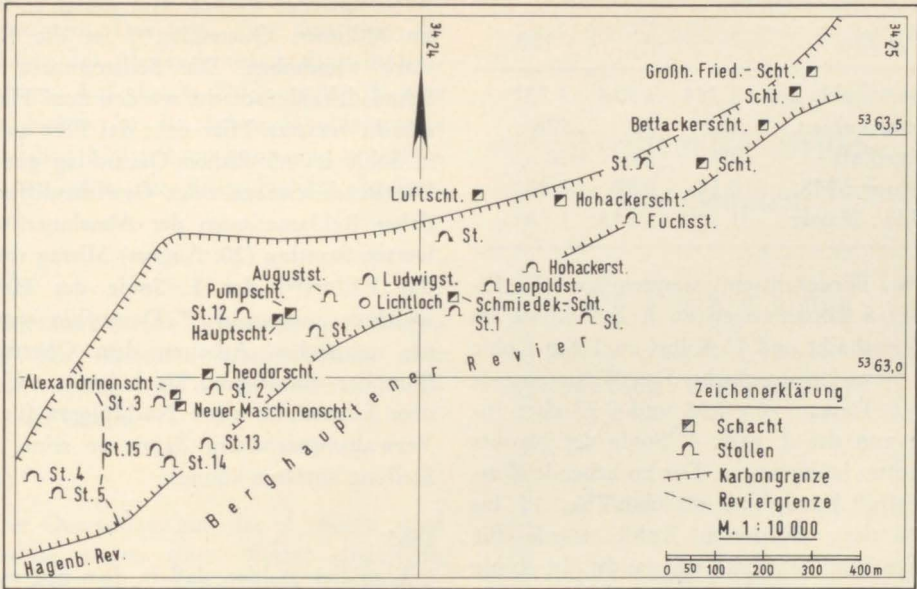 34 24
34 25
Großh. Fried.-Scht.
Scht.
Bettackerscht.
53 63,5
St.
Scht.
Luftscht.
Hohackerscht.
Fuchsst.
St.
Hohackerst.
Auguststst.
Ludwigst.
Leopoldst.
Pumpscht.
Lichtloch
Schmiedek-Scht.
St.12
St.1
Hauptscht.
St.
St.
Berghauptener Revier
53 63,0
Theodorscht.
Alexandrinenscht.
St. 2
St. 3
Neuer Maschinenscht.
St.13
St.15
St.14
St. 4
St. 5
Hagenb. Rev.
Zeichenerklärung
Schacht
Stollen
Karbongrenze
Reviergrenze
M. 1 : 10 000
0 50 100 200 300 400 m